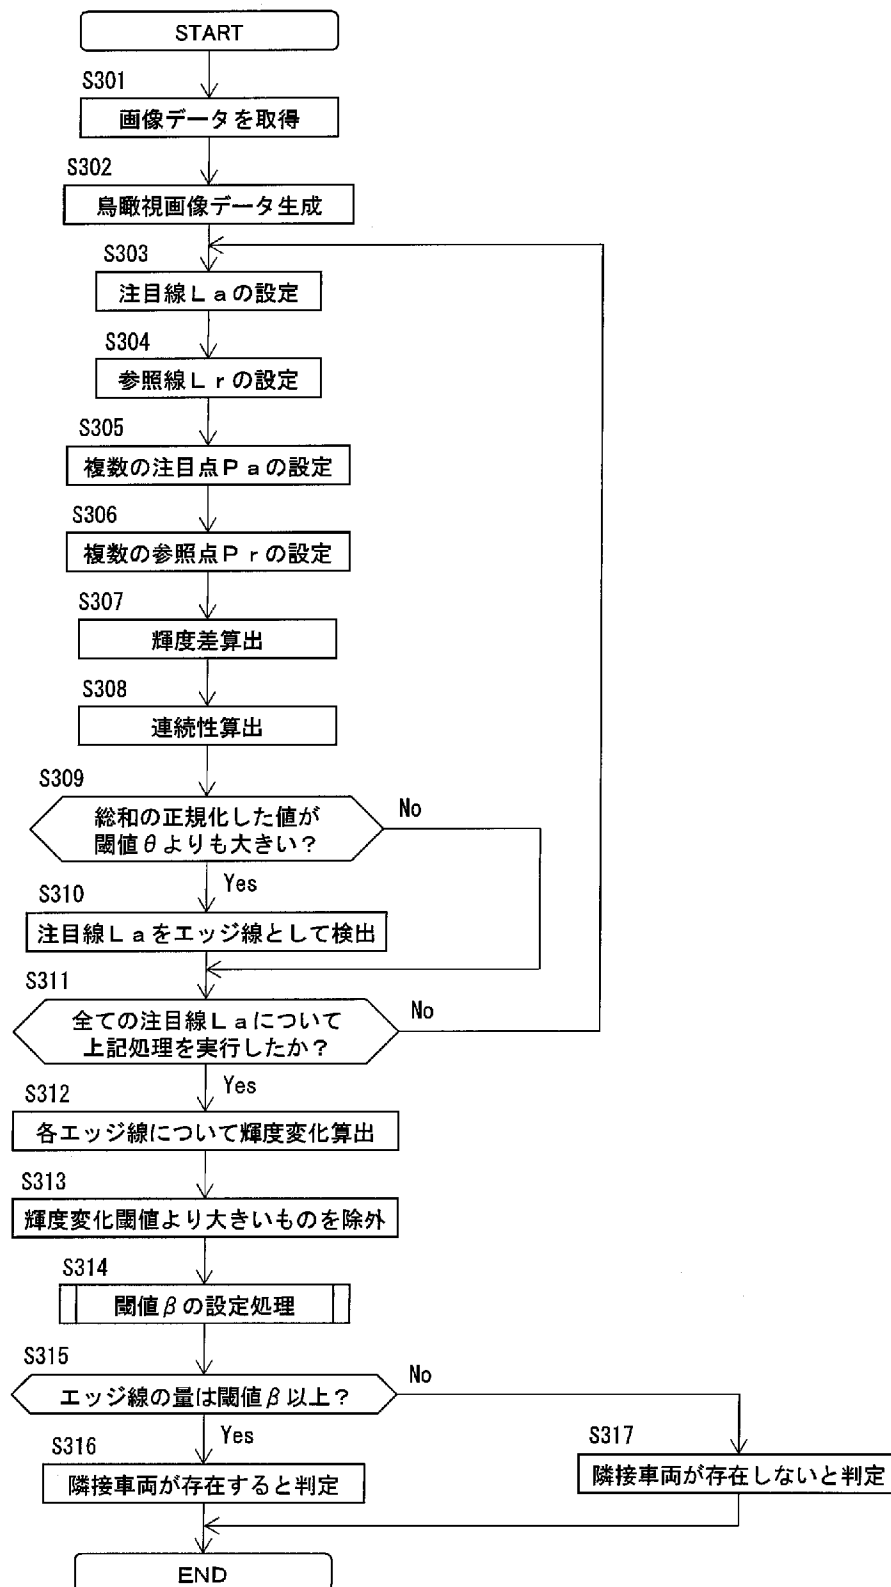 START
S301
画像データを取得
S302
鳥瞰視画像データ生成
S303
注目線Ｌａの設定
S304
参照線Ｌｒの設定
S305
複数の注目点Ｐａの設定
S306
複数の参照点Ｐｒの設定
S307
輝度差算出
S308
連続性算出
S309
総和の正規化した値が
閾値θよりも大きい？
No
Yes
S310
注目線Ｌａをエッジ線として検出
S311
全ての注目線Ｌａについて
上記処理を実行したか？
No
Yes
S312
各エッジ線について輝度変化算出
S313
輝度変化閾値より大きいものを除外
S314
閾値βの設定処理
S315
エッジ線の量は閾値β以上？
No
Yes
S316
隣接車両が存在すると判定
S317
隣接車両が存在しないと判定
END